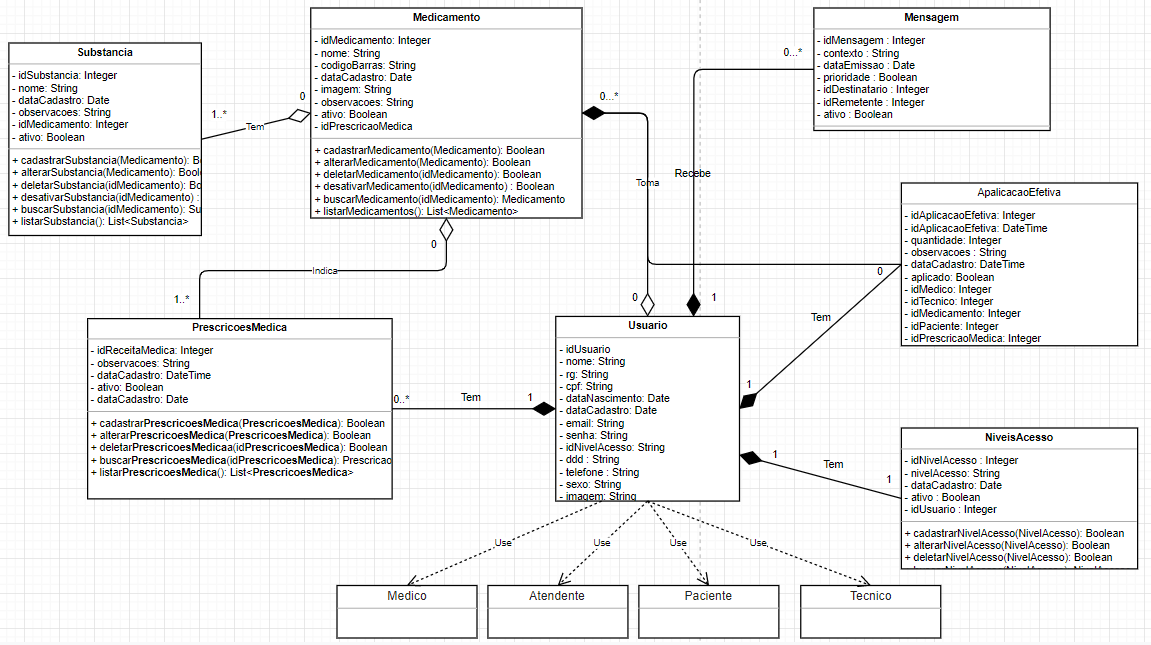 Medicamento
- idMedicamento: Integer
- nome: String
- codigoBarras: String
- dataCadastro: Date
- imagem: String
- observacoes: String
- ativo: Boolean
- idPrescricaoMedica
+ cadastrarMedicamento(Medicamento): Boolean
+ alterarMedicamento(Medicamento): Boolean
+ deletarMedicamento(idMedicamento): Boolean
+ desativarMedicamento(idMedicamento) : Boolean
+ buscarMedicamento(idMedicamento): Medicamento
+ listarMedicamentos(): List<Medicamento>
Mensagem
- idMensagem : Integer
- contexto : String
- dataEmissao : Date
- prioridade : Boolean
- idDestinatario : Integer
- idRemetente : Integer
- ativo : Boolean
Substancia
- idSubstancia: Integer
- nome: String
- dataCadastro: Date
- observacoes: String
- idMedicamento: Integer
- ativo: Boolean
+ cadastrarSubstancia(Medicamento): B
+ alterarSubstancia(Medicamento): Bool
+ deletarSubstancia(idMedicamento): Bo
+ desativarSubstancia(idMedicamento) :
+ buscarSubstancia(idMedicamento): Su
+ listarSubstancia(): List<Substancia>
1..*
Tem
0
0...*
0...*
Toma
Recebe
ApalicacaoEfetiva
- idAplicacaoEfetiva: Integer
- idAplicacaoEfetiva: DateTime
- quantidade: Integer
- observacoes : String
- dataCadastro: DateTime
- aplicado: Boolean
- idMedico: Integer
- idTecnico: Integer
- idMedicamento: Integer
- idPaciente: Integer
- idPrescricaoMedica: Integer
0
Indica
1..*
0
0
1
Tem
1
PrescricoesMedica
- idReceitaMedica: Integer
- observacoes: String
- dataCadastro: DateTime
- ativo: Boolean
- dataCadastro: Date
+ cadastrarPrescricoesMedica(PrescricoesMedica): Boolean
+ alterarPrescricoesMedica(PrescricoesMedica): Boolean
+ deletarPrescricoesMedicaa(idPrescricoesMedica): Boolean
+ buscarPrescricoesMedica(idPrescricoesMedica): Prescricao
+ listarPrescricoesMedica(): List<PrescricoesMedica>
0..*
Tem
1
Usuario
- idUsuario
- nome: String
- rg: String
- cpf: String
- dataNascimento: Date
- dataCadastro: Date
- email: String
- senha: String
- idNivelAcesso: String
- ddd : String
- telefone : String
- sexo: String
- imagem: String
1
Tem
1
NiveisAcesso
- idNivelAcesso : Integer
- nivelAcesso: String
- dataCadastro: Date
- ativo : Boolean
- idUsuario : Integer
+ cadastrarNivelAcesso(NivelAcesso): Boolean
+ alterarNivelAcesso(NivelAcesso): Boolean
+ deletarNivelAcesso(NivelAcesso): Boolean
Use
Use
Use
Use
Medico
Atendente
Paciente
Tecnico